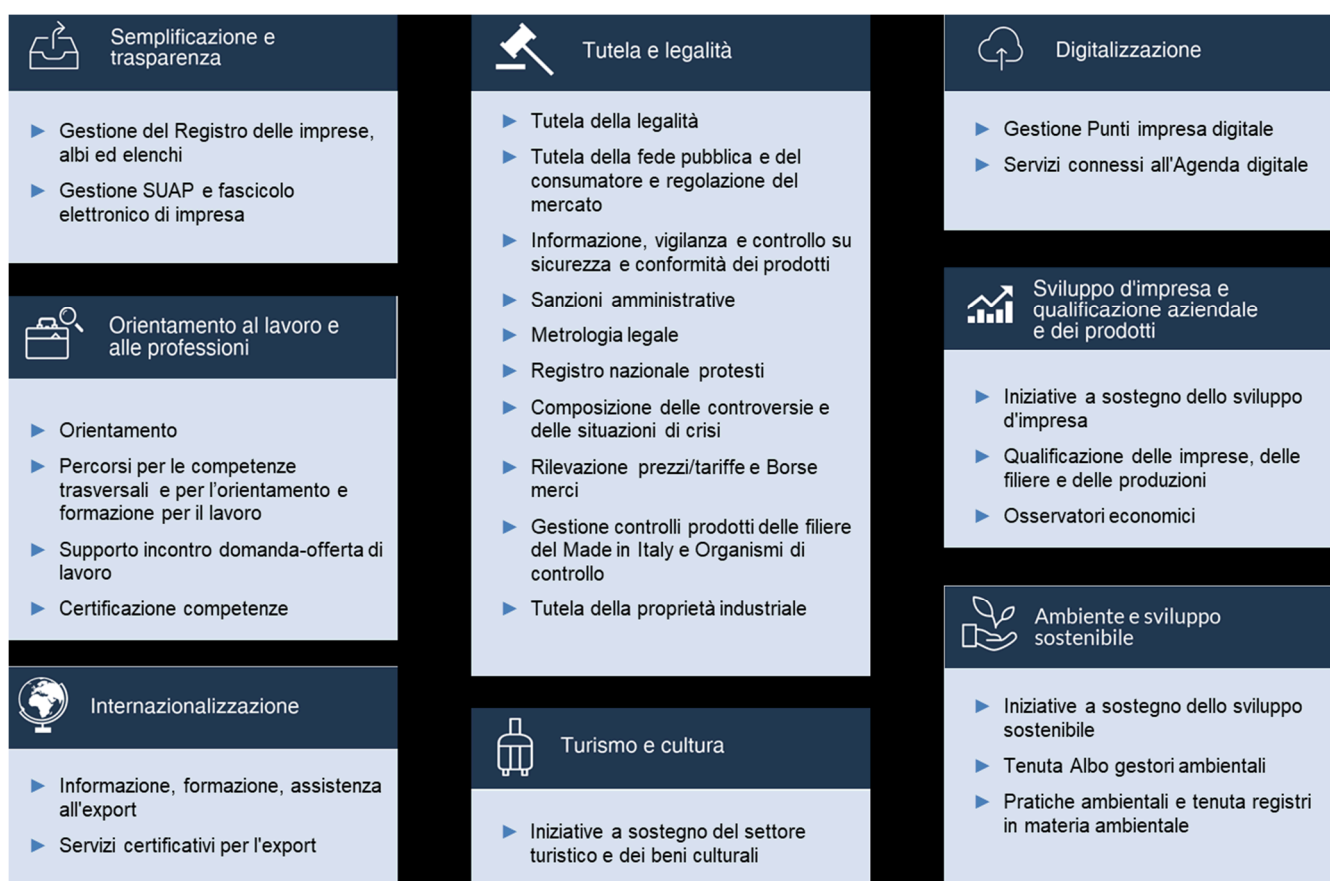 Semplificazione e
trasparenza
► Gestione del Registro delle imprese,
albi ed elenchi
► Gestione SUAP e fascicolo
elettronico di impresa
Orientamento al lavoro e
alle professioni
► Orientamento
► Percorsi per le competenze
trasversali e per l'orientamento e
formazione per il lavoro
► Supporto incontro domanda-offerta di
lavoro
► Certificazione competenze
Internazionalizzazione
► Informazione, formazione, assistenza
all'export
► Servizi certificativi per l'export
Tutela e legalità
► Tutela della legalità
► Tutela della fede pubblica e del
consumatore e regolazione del
mercato
► Informazione, vigilanza e controllo su
sicurezza e conformità dei prodotti
► Sanzioni amministrative
► Metrologia legale
► Registro nazionale protesti
► Composizione delle controversie e
delle situazioni di crisi
► Rilevazione prezzi/tariffe e Borse
merci
► Gestione controlli prodotti delle filiere
del Made in Italy e Organismi di
controllo
► Tutela della proprietà industriale
Turismo e cultura
► Iniziative a sostegno del settore
turistico e dei beni culturali
Digitalizzazione
► Gestione Punti impresa digitale
► Servizi connessi all'Agenda digitale
Sviluppo d'impresa e
qualificazione aziendale
e dei prodotti
► Iniziative a sostegno dello sviluppo
d'impresa
► Qualificazione delle imprese, delle
filiere e delle produzioni
► Osservatori economici
Ambiente e sviluppo
sostenibile
► Iniziative a sostegno dello sviluppo
sostenibile
► Tenuta Albo gestori ambientali
► Pratiche ambientali e tenuta registri
in materia ambientale